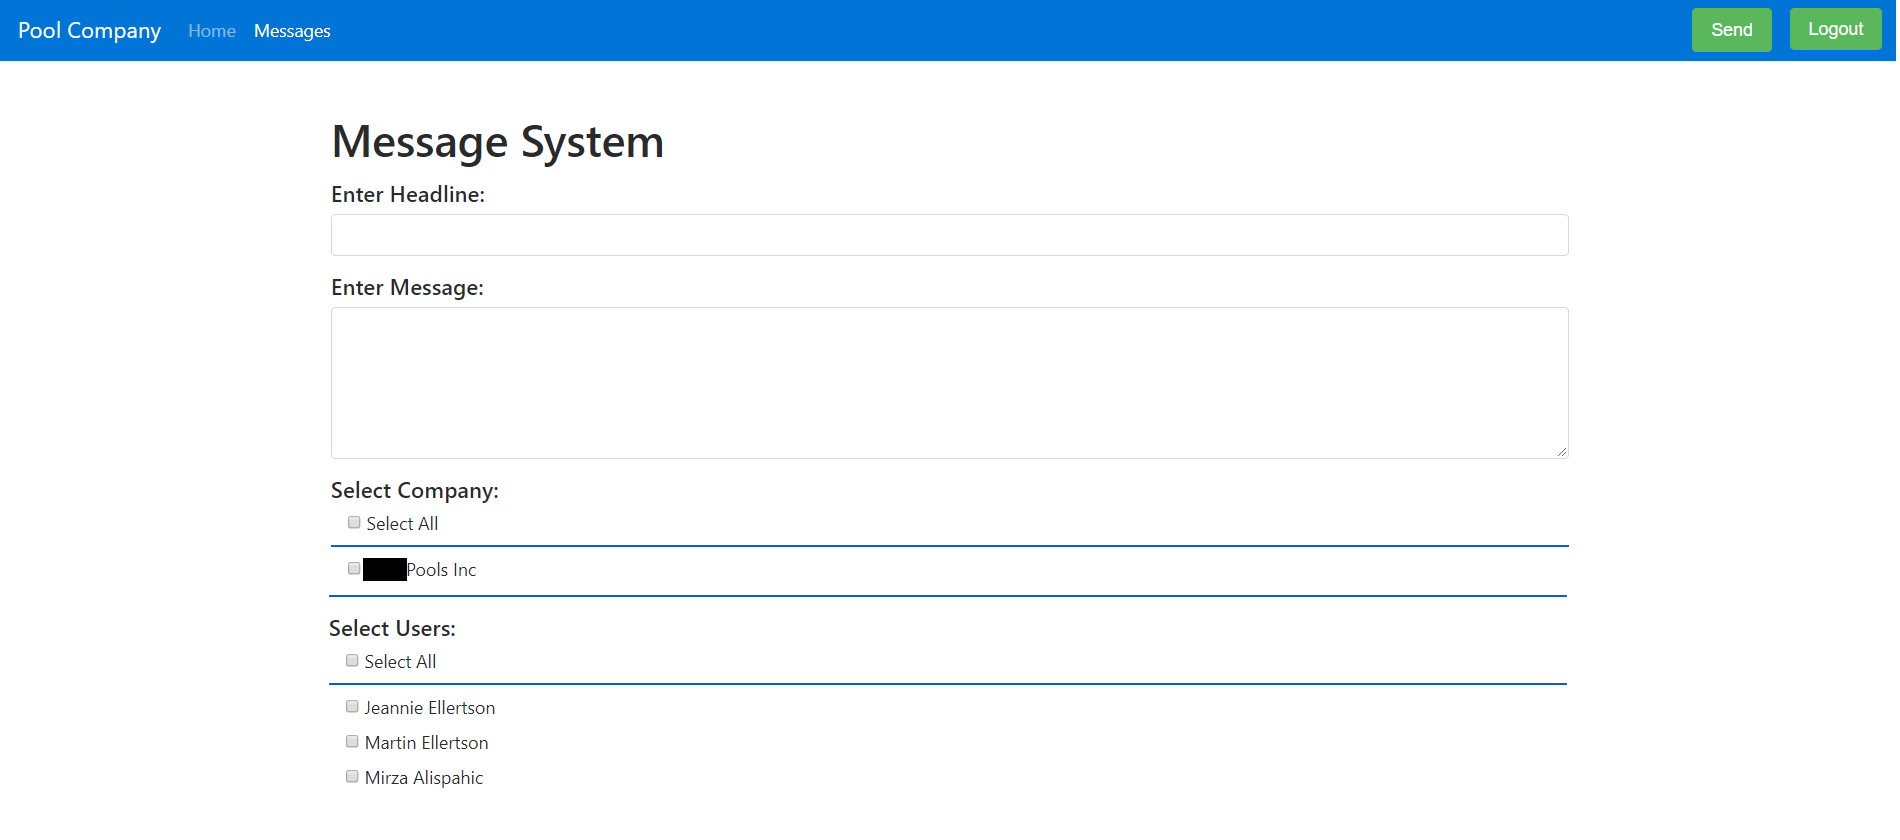 Pool Company Home Messages Send Logout
Message System
Enter Headline:
Enter Message:
Select Company:
Select All
Pools Inc
Select Users:
Select All
Jeannie Ellertson
Martin Ellertson
Mirza Alispahic